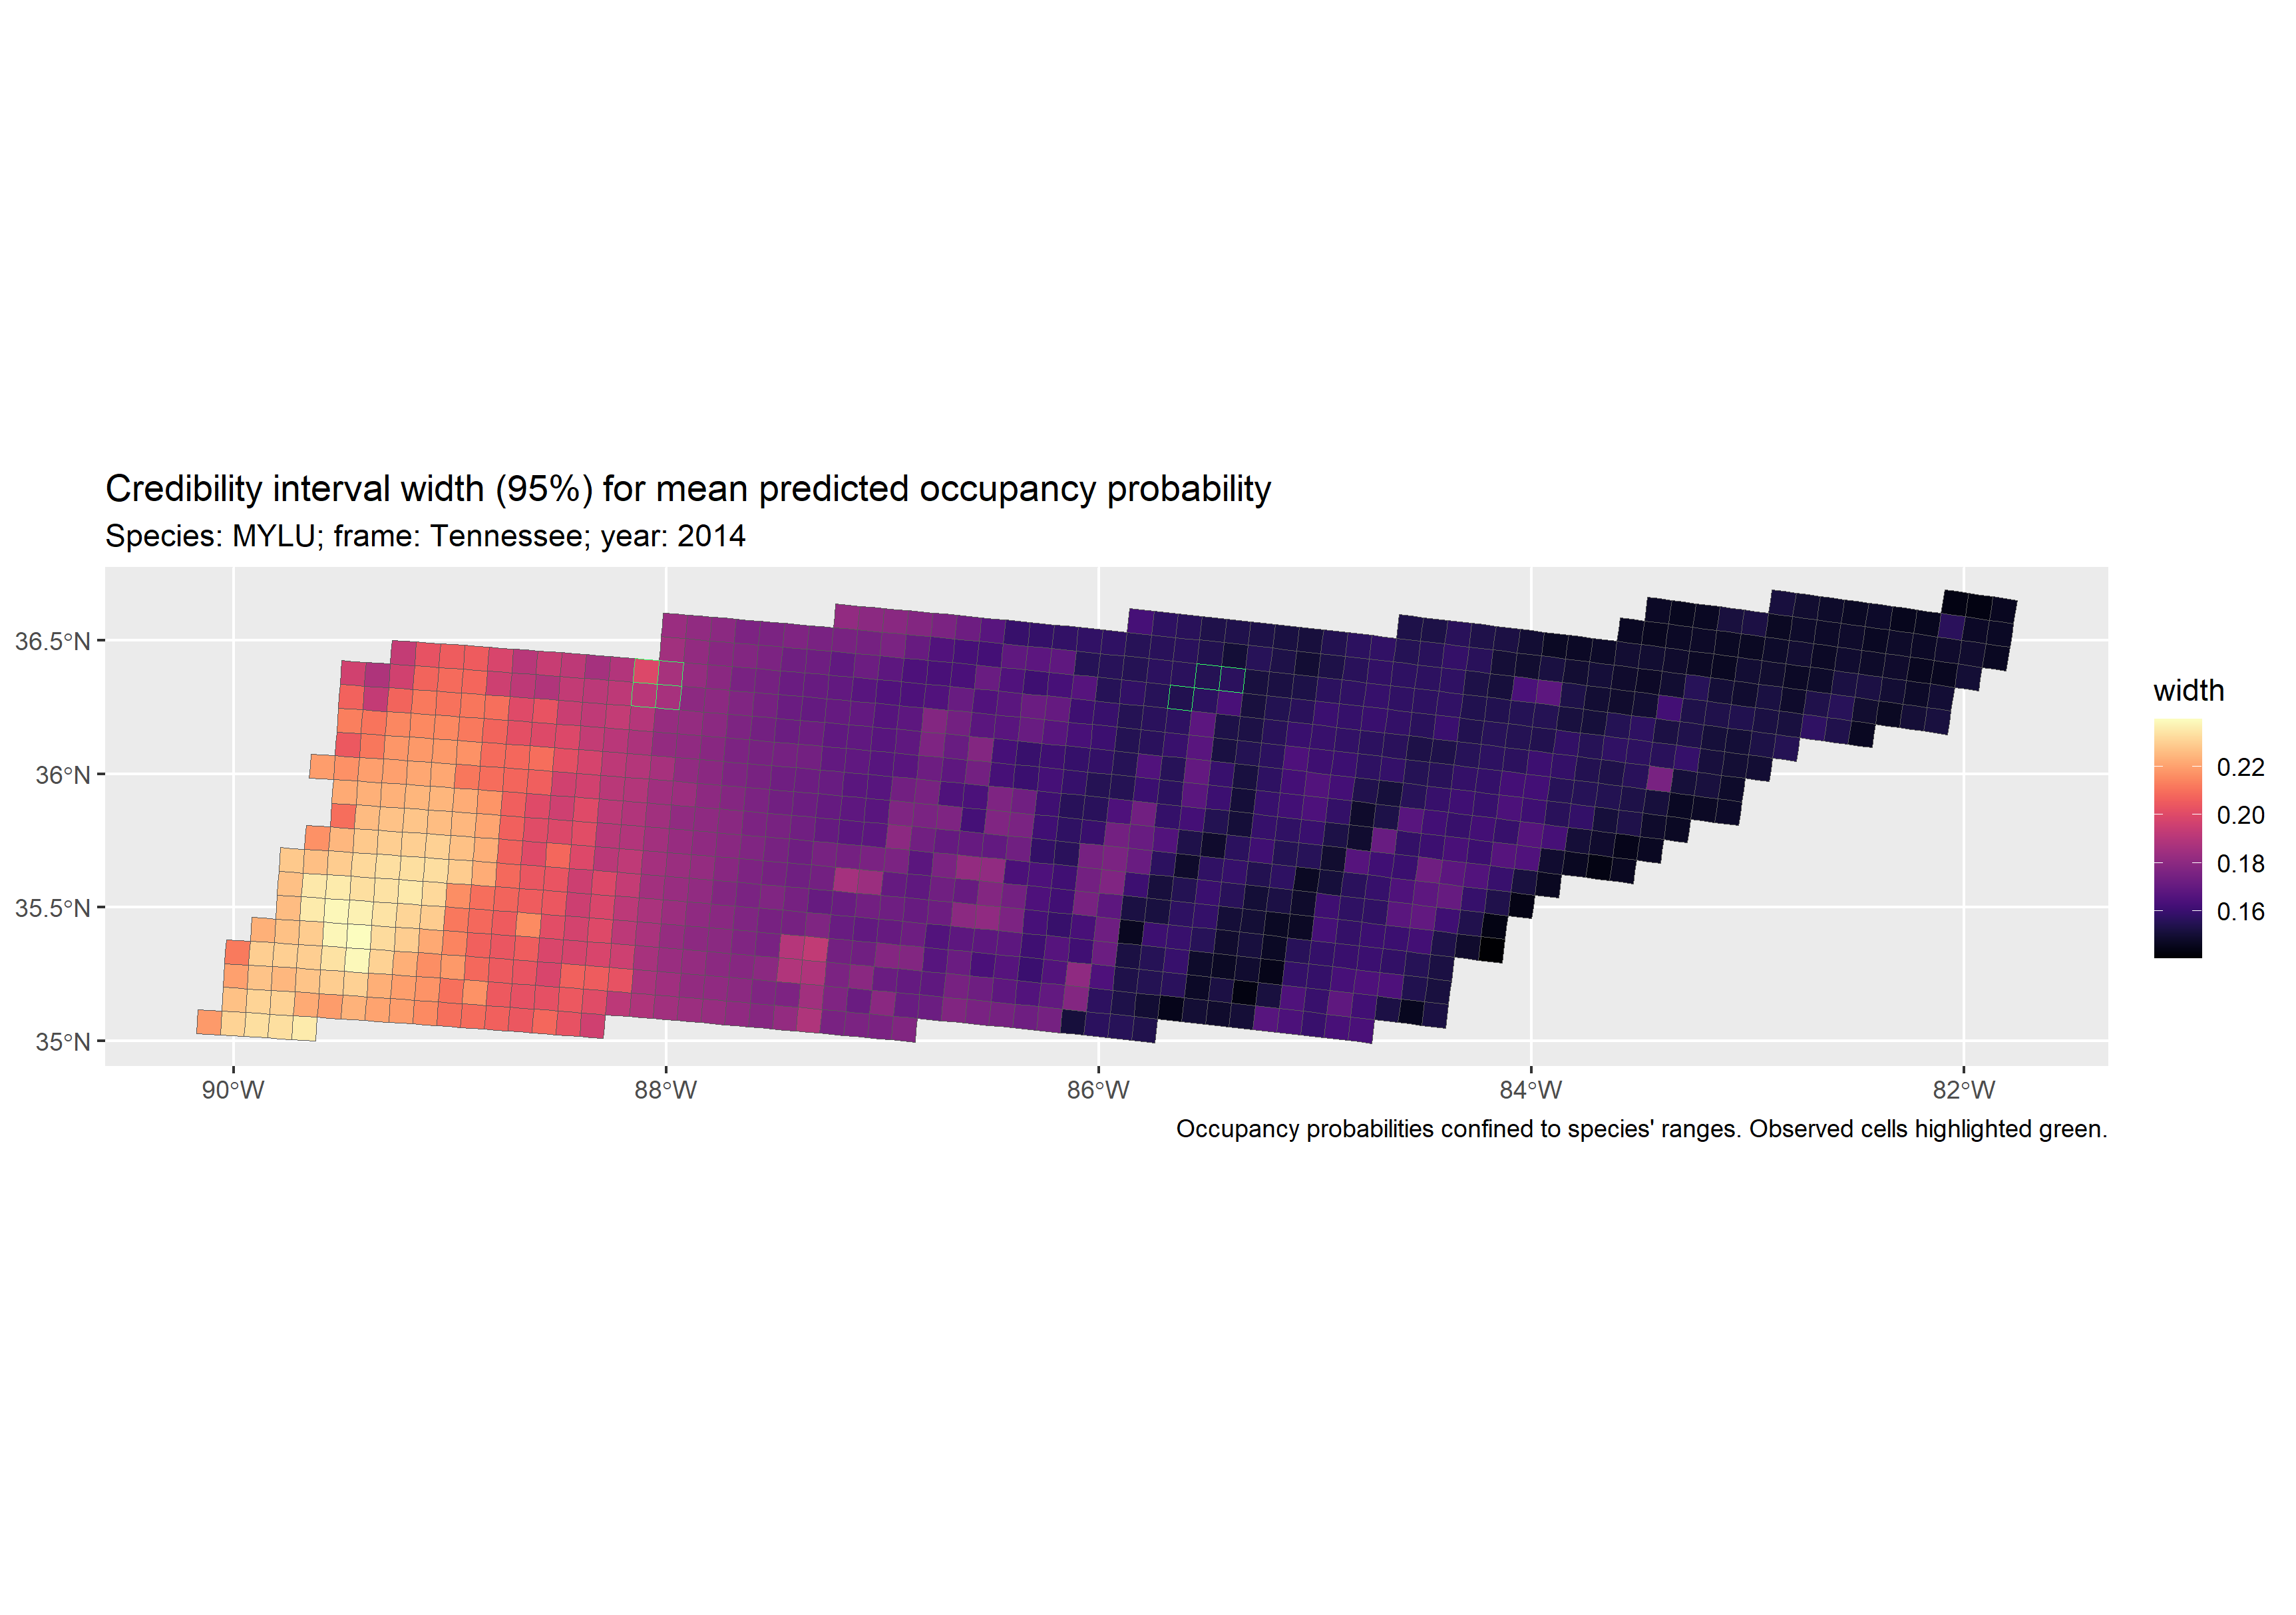 Credibility interval width (95%) for mean predicted occupancy probability
Species: MYLU; frame: Tennessee; year: 2014
36.5°N
36°N
35.5°N
35°N
90°W
88°W
86°W
84°W
82°W
width
0.22
0.20
0.18
0.16
Occupancy probabilities confined to species' ranges. Observed cells highlighted green.